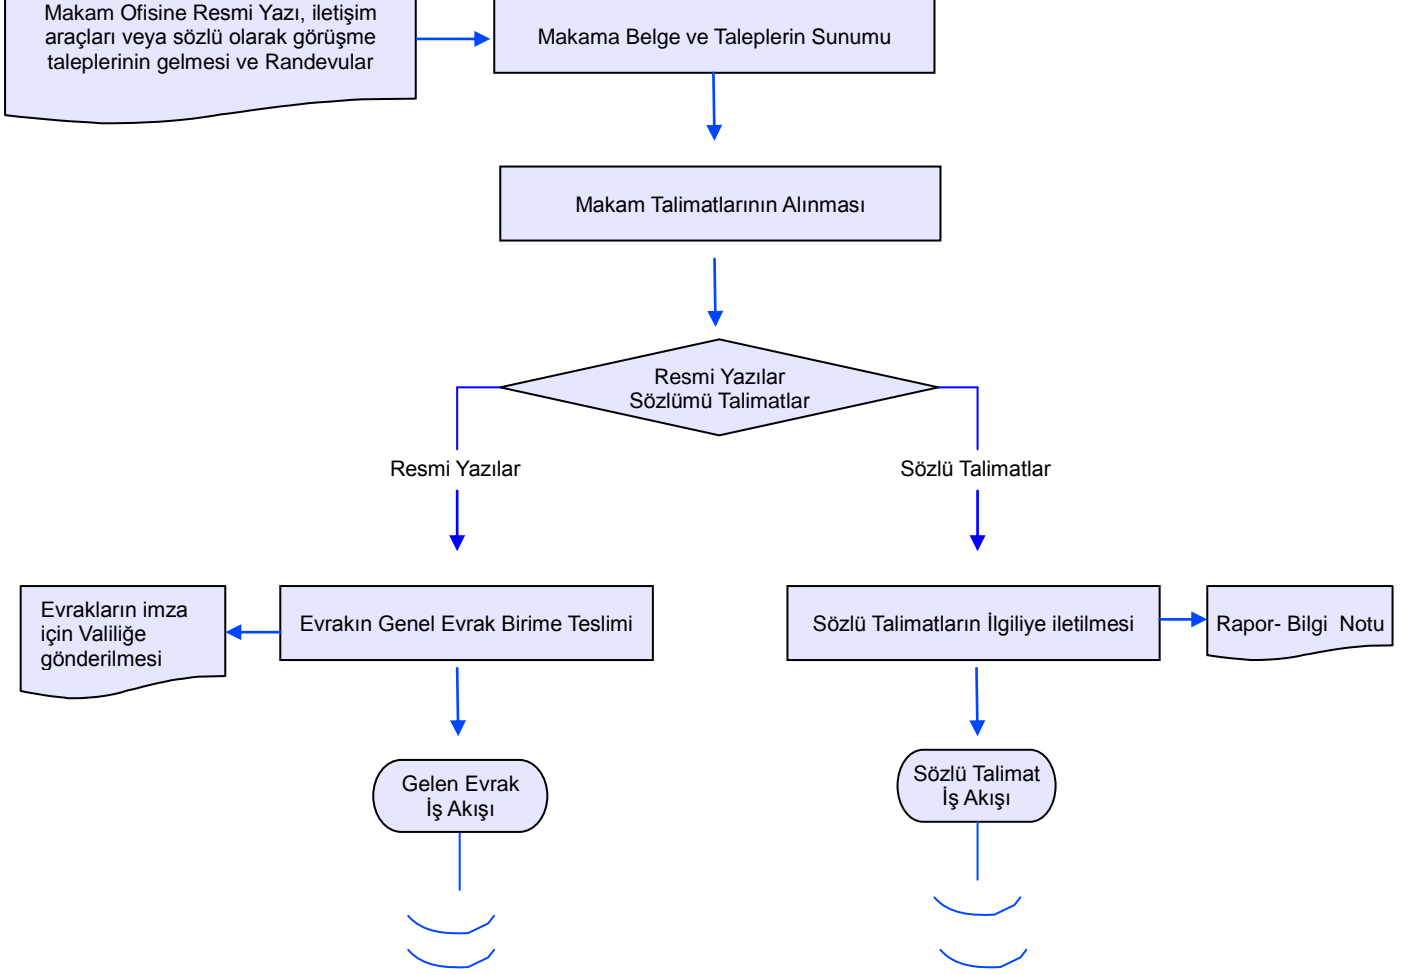 Makam Ofisine Resmi Yazı, iletişim
araçları veya sözlü olarak görüşme
taleplerinin gelmesi ve Randevular
Makama Belge ve Taleplerin Sunumu
Makam Talimatlarının Alınması
Resmi Yazılar
Sözlümü Talimatlar
Resmi Yazılar
Sözlü Talimatlar
Evrakların imza
için Valiliğe
gönderilmesi
Evrakın Genel Evrak Birime Teslimi
Sözlü Talimatların İlgiliye iletilmesi
Rapor- Bilgi  Notu
Gelen Evrak
İş Akışı
Sözlü Talimat
İş Akışı